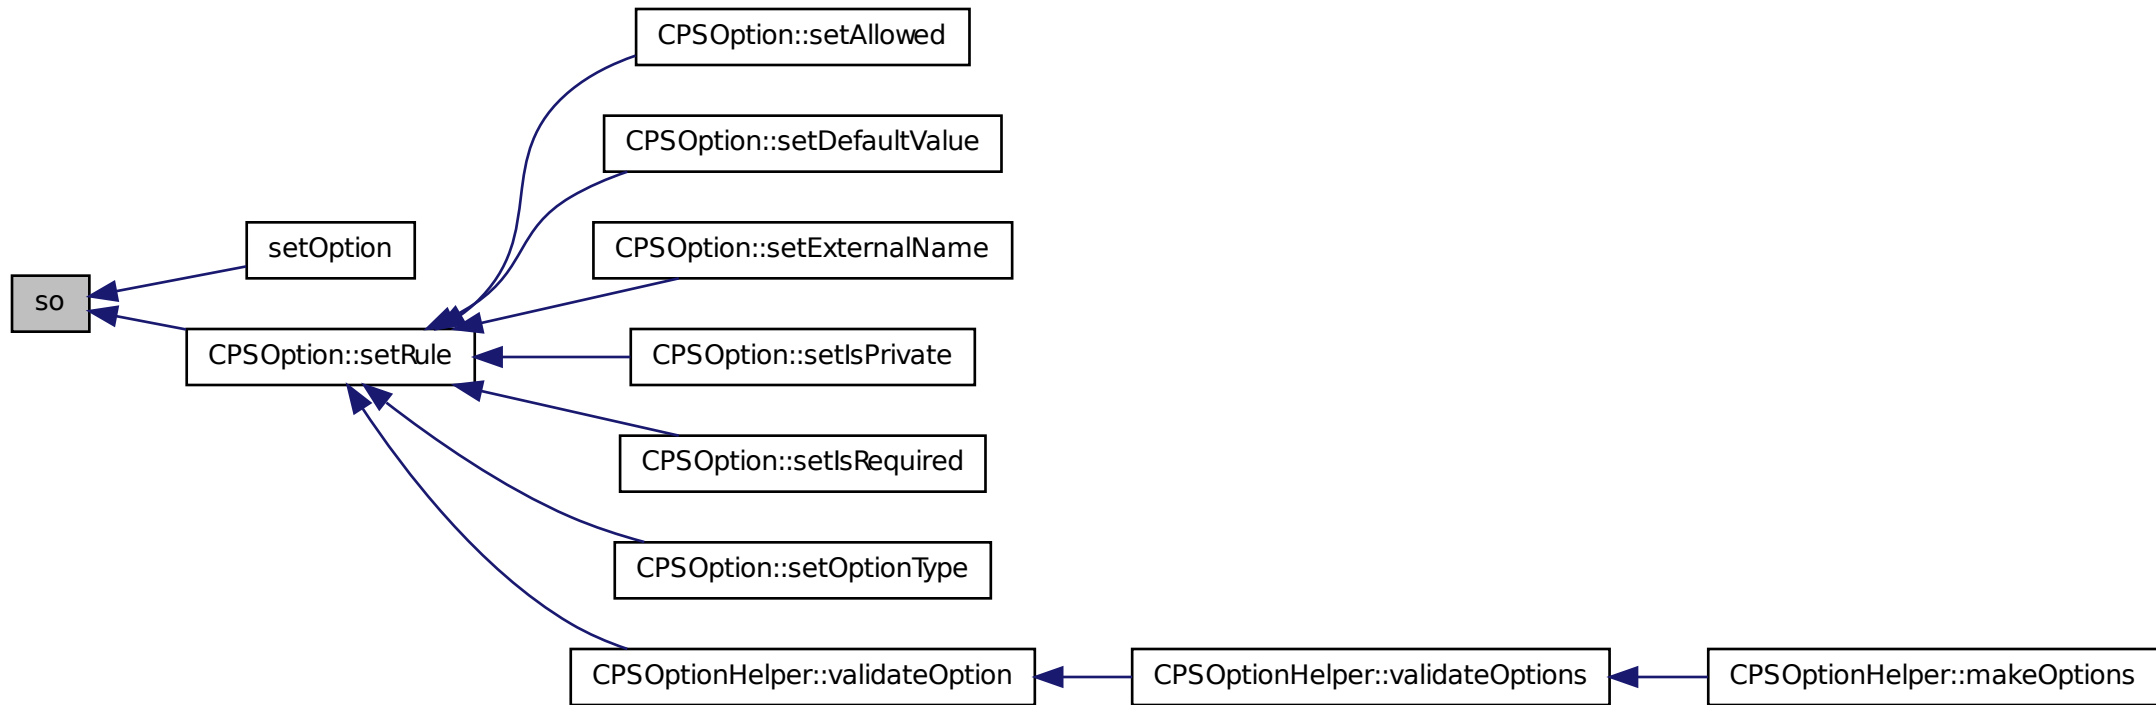 CPSOption::setAllowed
CPSOption::setDefaultValue
setOption
CPSOption::setExternalName
so
CPSOption::setRule
CPSOption::setIsPrivate
CPSOption::setIsRequired
CPSOption::setOptionType
CPSOptionHelper::validateOption
CPSOptionHelper::validateOptions
CPSOptionHelper::makeOptions